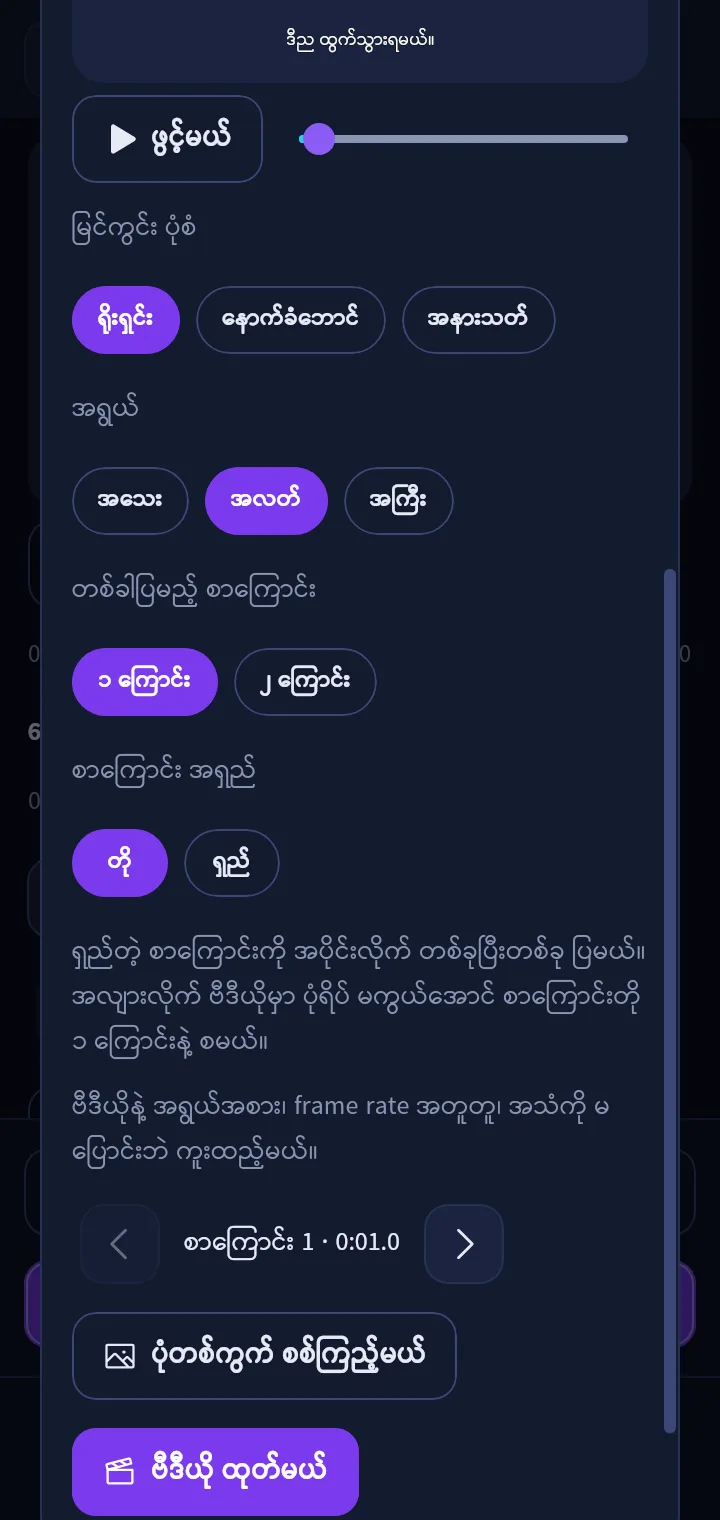 ဒီည ထွက်သွားရမယ်။
ဖွင့်မယ်
မြင်ကွင်း ပုံစံ
ရိုးရှင်း
နောက်ခံဘောင်
အနားသတ်
အရွယ်
အသေး
အလတ်
အကြီး
တစ်ခါပြမည့် စာကြောင်း
၁ ကြောင်း
၂ ကြောင်း
စာကြောင်း အရှည်
တို
ရှည်
ရှည်တဲ့ စာကြောင်းကို အပိုင်းလိုက် တစ်ခုပြီးတစ်ခု ပြမယ်။
အလျားလိုက် ဗီဒီယိုမှာ ပုံရိပ် မကွယ်အောင် စာကြောင်းတို
၁ ကြောင်းနဲ့ စမယ်။
ဗီဒီယိုနဲ့ အရွယ်အစား၊ frame rate အတူတူ၊ အသံကို မ
ပြောင်းဘဲ ကူးထည့်မယ်။
စာကြောင်း 1 · 0:01.0
ပုံတစ်ကွက် စစ်ကြည့်မယ်
ဗီဒီယို ထုတ်မယ်
0
0
6
0